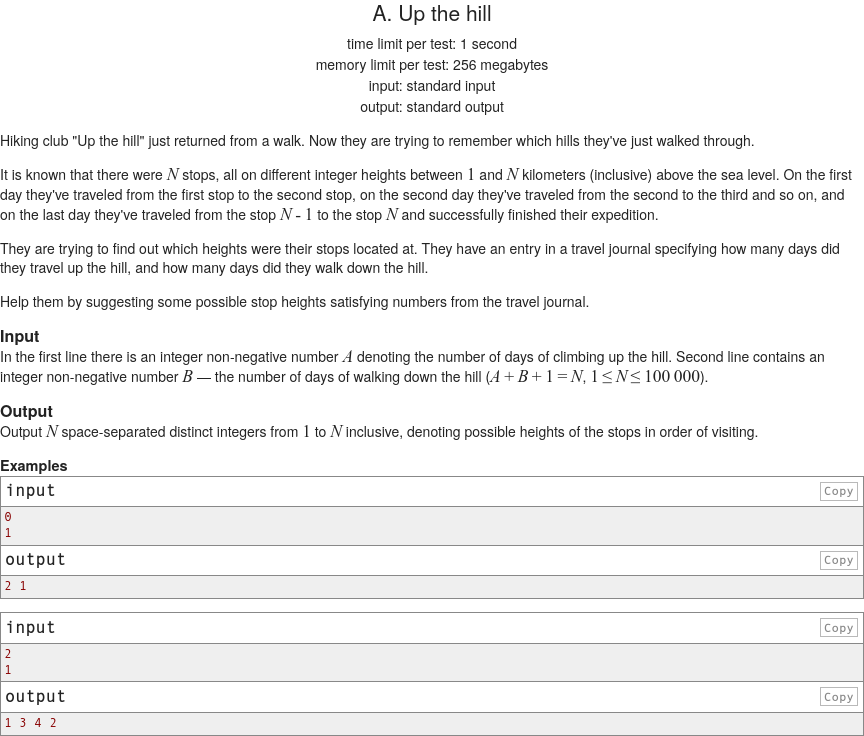 A. Up the hill
time limit per test: 1 second
memory limit per test: 256 megabytes
input: standard input
output: standard output
Hiking club "Up the hill" just returned from a walk. Now they are trying to remember which hills they've just walked through.
It is known that there were N stops, all on different integer heights between 1 and N kilometers (inclusive) above the sea level. On the first
day they've traveled from the first stop to the second stop, on the second day they've traveled from the second to the third and so on, and
on the last day they've traveled from the stop N - 1 to the stop N and successfully finished their expedition.
They are trying to find out which heights were their stops located at. They have an entry in a travel journal specifying how many days did
they travel up the hill, and how many days did they walk down the hill.
Help them by suggesting some possible stop heights satisfying numbers from the travel journal.
Input
In the first line there is an integer non-negative number A denoting the number of days of climbing up the hill. Second line contains an
integer non-negative number B — the number of days of walking down the hill (A + B + 1 = N, 1 ≤ N ≤ 100 000).
Output
Output N space-separated distinct integers from 1 to N inclusive, denoting possible heights of the stops in order of visiting.
Examples
input Copy
0
1
output Copy
2 1
input Copy
2
1
output Copy
1 3 4 2